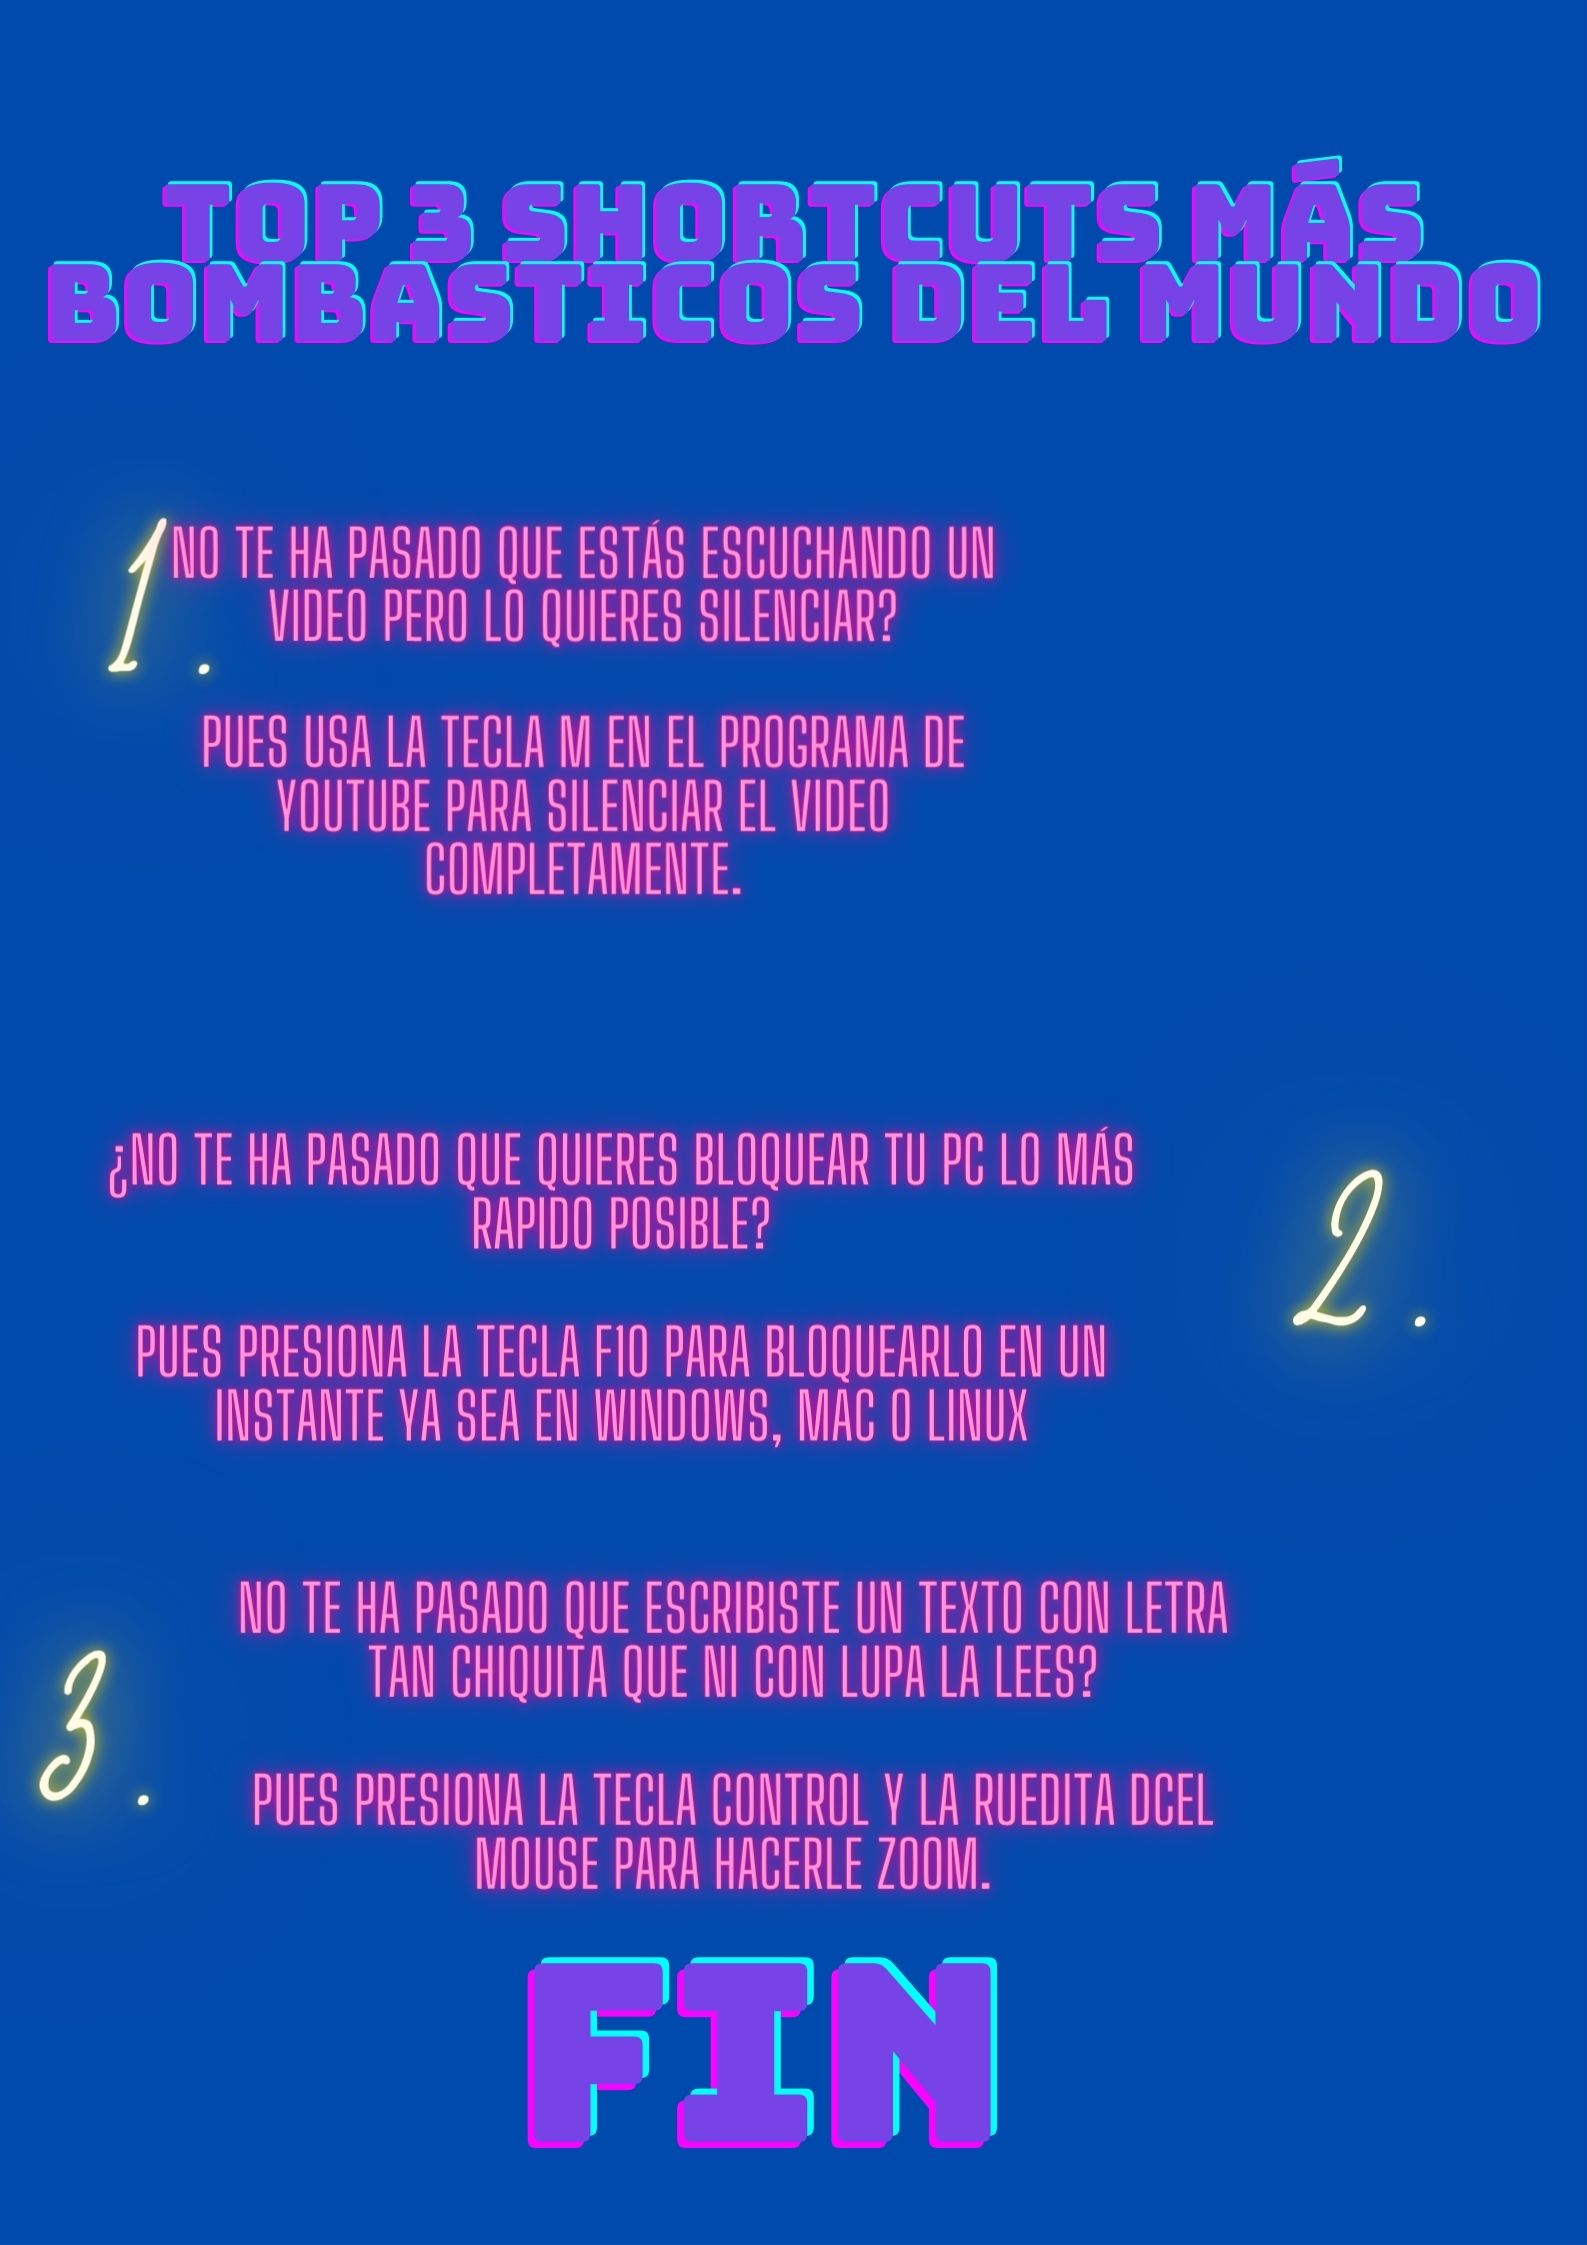 TOP 3 SHORTCUTS MÁS
BOMBASTICOS DEL MUNDO
1.
NO TE HA PASADO QUE ESTÁS ESCUCHANDO UN
VIDEO PERO LO QUIERES SILENCIAR?
PUES USA LA TECLA M EN EL PROGRAMA DE
YOUTUBE PARA SILENCIAR EL VIDEO
COMPLETAMENTE.
2.
¿NO TE HA PASADO QUE QUIERES BLOQUEAR TU PC LO MÁS
RAPIDO POSIBLE?
PUES PRESIONA LA TECLA F10 PARA BLOQUEARLO EN UN
INSTANTE YA SEA EN WINDOWS, MAC O LINUX
3.
NO TE HA PASADO QUE ESCRIBISTE UN TEXTO CON LETRA
TAN CHIQUITA QUE NI CON LUPA LA LEES?
PUES PRESIONA LA TECLA CONTROL Y LA RUEDITA DCEL
MOUSE PARA HACERLE ZOOM.
FIN